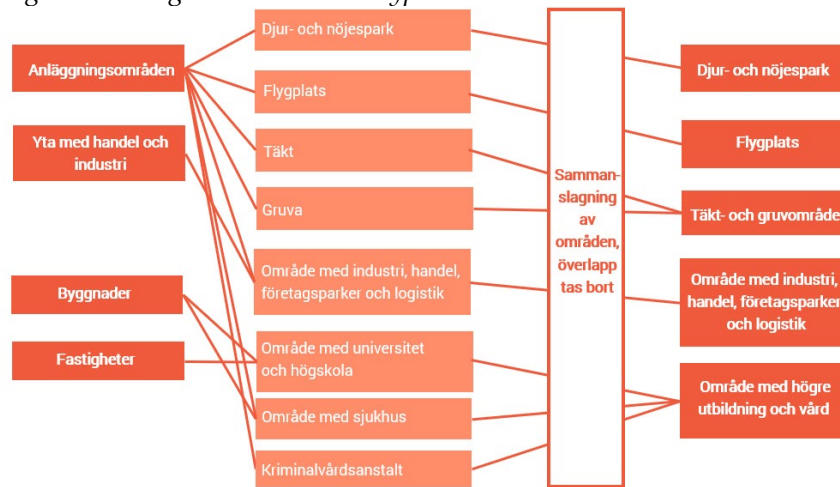 Anläggningsområden
Yta med handel och
industri
Byggnader
Fastigheter
Djur- och nöjespark
Flygplats
Täkt
Gruva
Område med industri, handel,
företagsparker och logistik
Område med universitet
och högskola
Område med sjukhus
Kriminalvårdsanstalt
Samman-
slagning
av
områden,
överlapp
tas bort
Djur- och nöjespark
Flygplats
Täkt- och gruvområde
Område med industri,
handel, företagsparker
och logistik
Område med högre
utbildning och vård